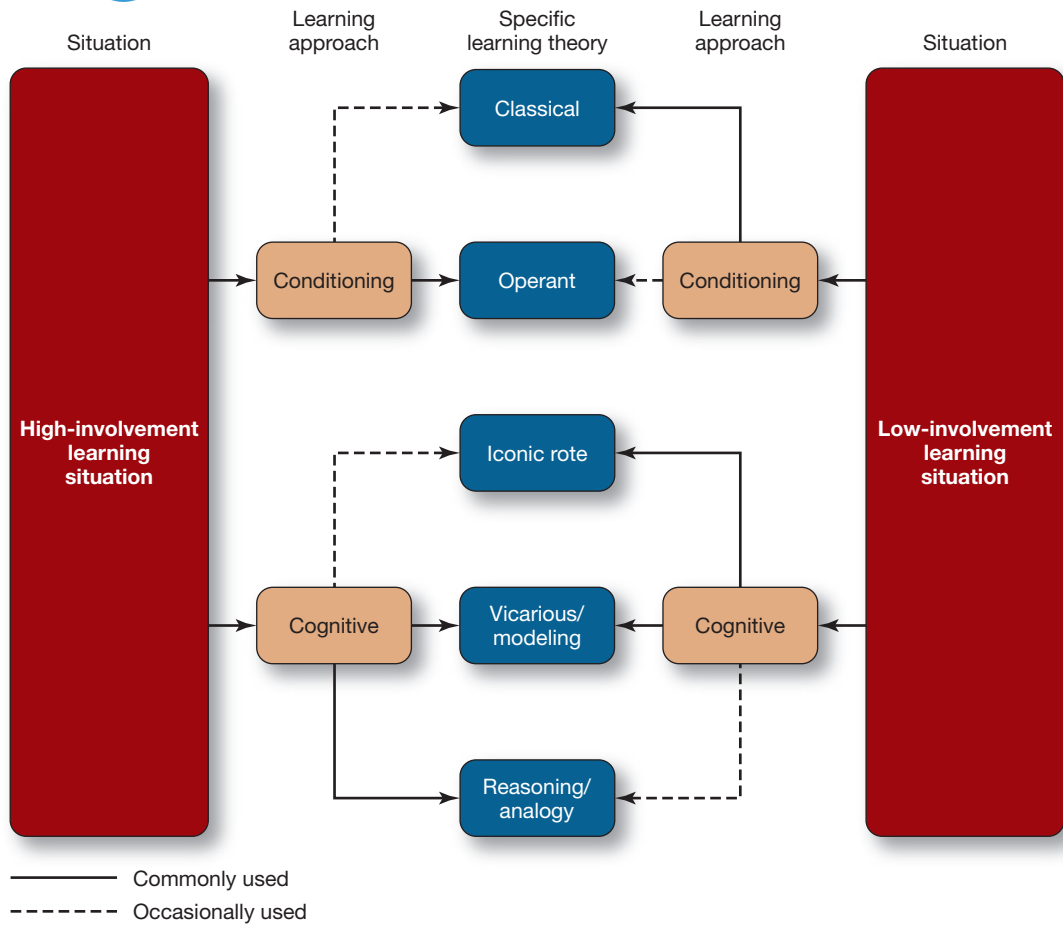 Situation
Learning
approach
Specific
learning theory
Learning
approach
Situation
Classical
Conditioning
Operant
Conditioning
High-involvement
learning
situation
Iconic rote
Low-involvement
learning
situation
Cognitive
Vicarious/
modeling
Cognitive
Reasoning/
analogy
Commonly used
Occasionally used